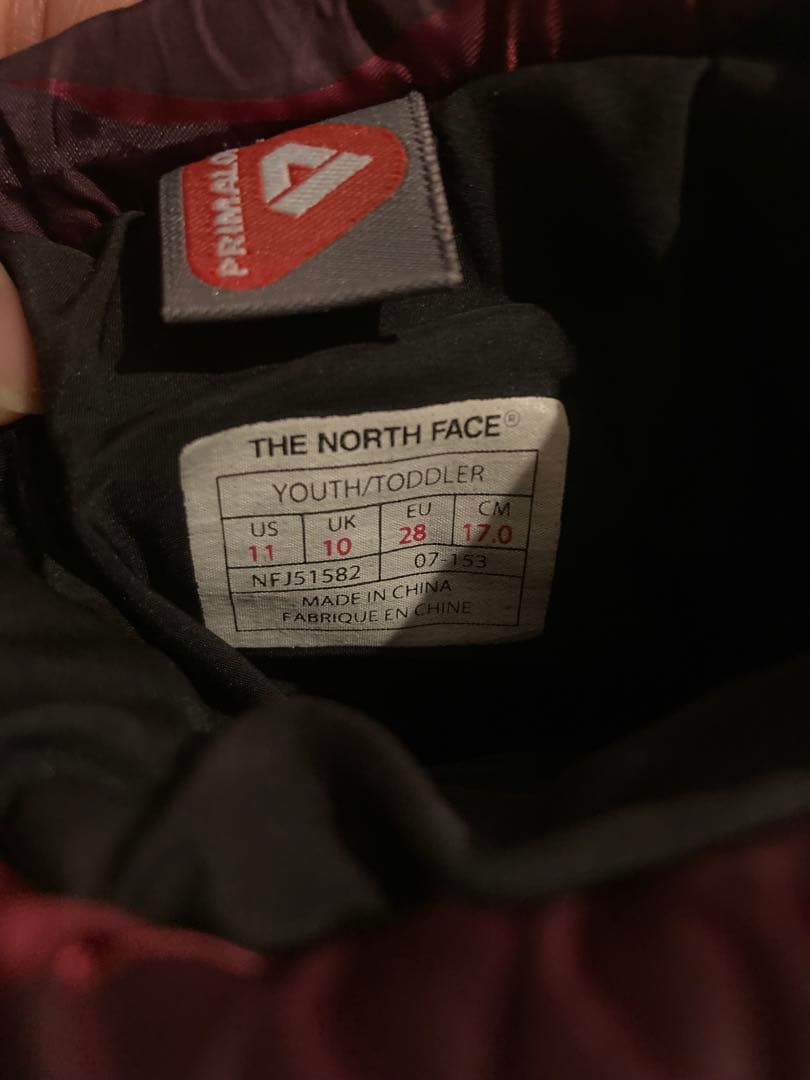 PRIMALO
THE NORTH FACE®
YOUTH/TODDLER
US UK EU CM
11 10 28 17.0
NFJ51582 07-153
MADE IN CHINA
FABRIQUE EN CHINE